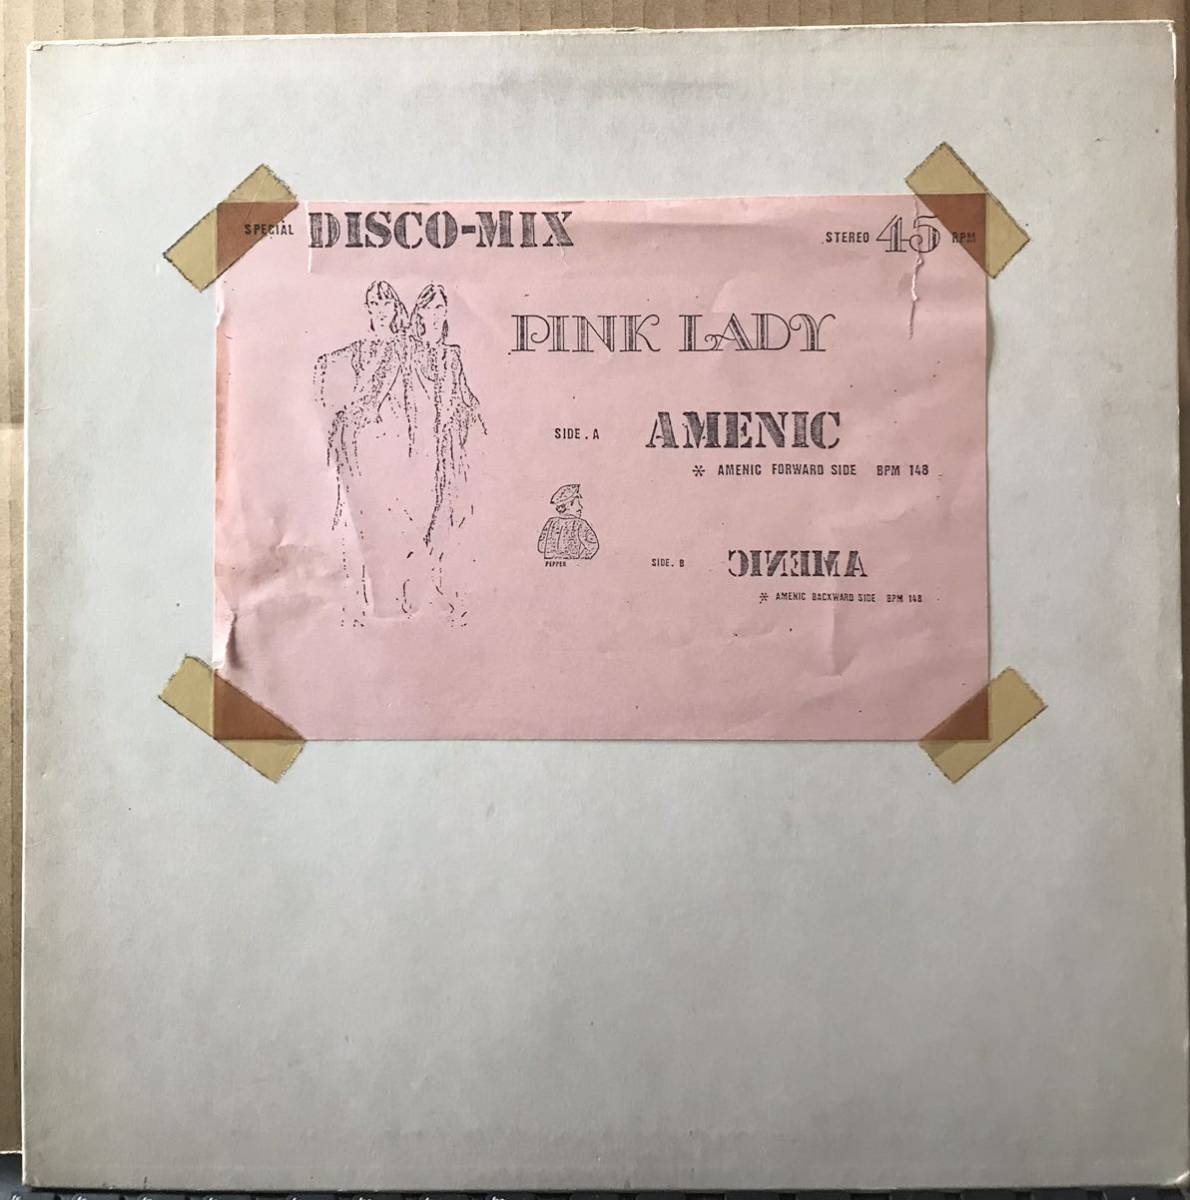 SPECIAL DISCO-MIX
STEREO 45 RPM
PINK LADY
SIDE.A AMENIC
* AMENIC FORWARD SIDE BPM 148
PEPPER
SIDE.B AMENIC
* AMENIC BACKWARD SIDE BPM 148